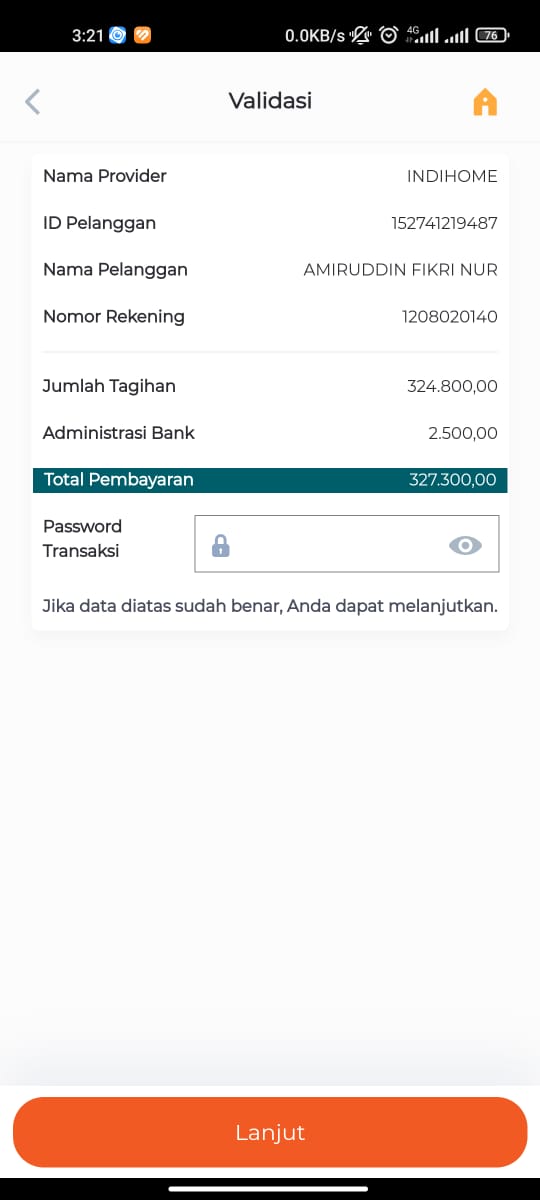 3:21 0.0KB/s 4G 76
Validasi
Nama Provider INDIHOME
ID Pelanggan 152741219487
Nama Pelanggan AMIRUDDIN FIKRI NUR
Nomor Rekening 1208020140
Jumlah Tagihan 324.800,00
Administrasi Bank 2.500,00
Total Pembayaran 327.300,00
Password
Transaksi
Jika data diatas sudah benar, Anda dapat melanjutkan.
Lanjut